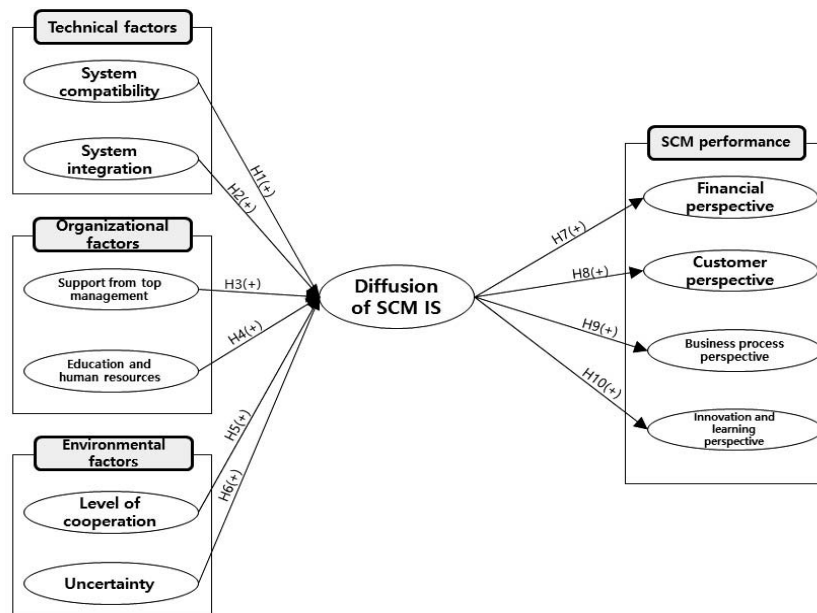 Technical factors
System
compatibility
System
integration
H1(+)
H2(+)
Organizational
factors
Support from top
management
Education and
human resources
H3(+)
H4(+)
Environmental
factors
Level of
cooperation
Uncertainty
H5(+)
H6(+)
Diffusion
of SCM IS
H7(+)
H8(+)
H9(+)
H10(+)
SCM performance
Financial
perspective
Customer
perspective
Business process
perspective
Innovation and
learning
perspective